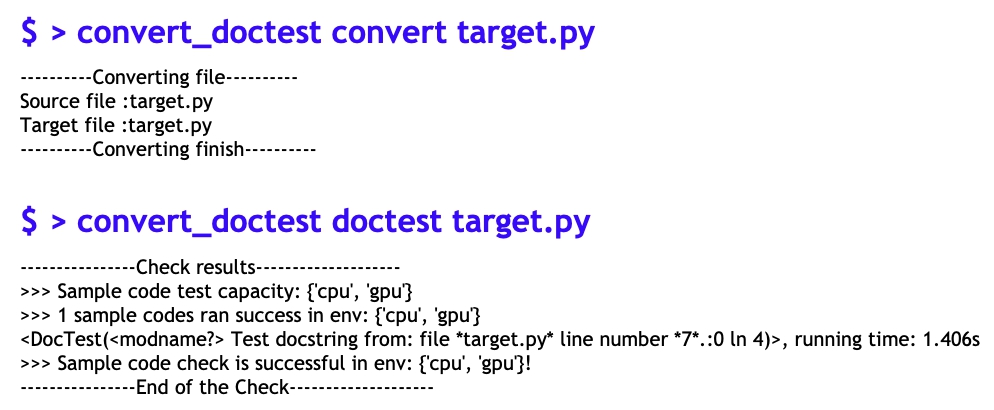 $ > convert_doctest convert target.py
----------Converting file----------
Source file :target.py
Target file :target.py
----------Converting finish----------
$ > convert_doctest doctest target.py
----------------Check results--------------------
>>> Sample code test capacity: {'cpu', 'gpu'}
>>> 1 sample codes ran success in env: {'cpu', 'gpu'}
<DocTest(<modname?> Test docstring from: file *target.py* line number *7*.:0 ln 4)>, running time: 1.406s
>>> Sample code check is successful in env: {'cpu', 'gpu'}!
----------------End of the Check--------------------